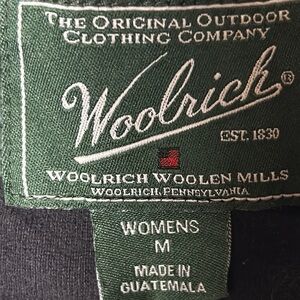 THE ORIGINAL OUTDOOR
CLOTHING COMPANY
Woolrich®
EST. 1830
WOOLRICH WOOLEN MILLS
WOOLRICH, PENNSYLVANIA
WOMENS
M
MADE IN
GUATEMALA